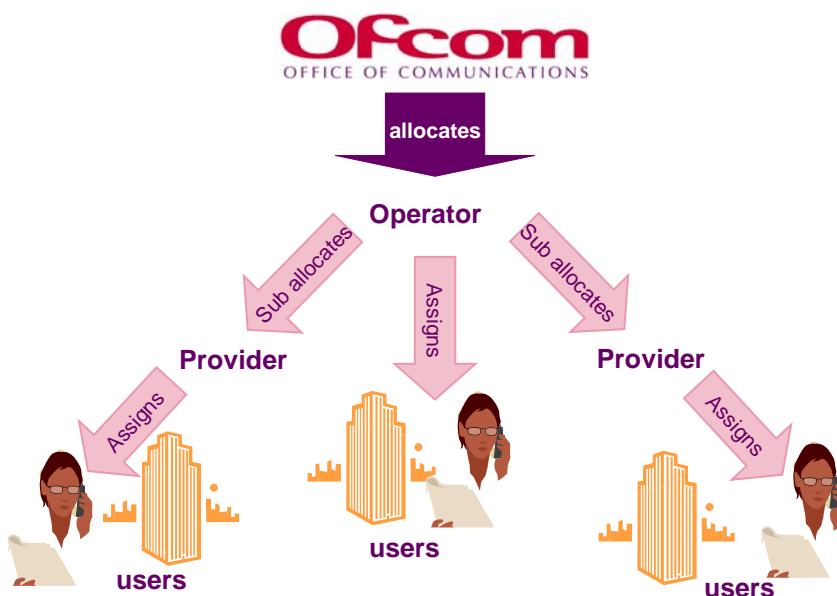 Ofcom
OFFICE OF COMMUNICATIONS
allocates
Operator
Sub allocates
Assigns
Sub allocates
Provider
Provider
Assigns
Assigns
users
users
users